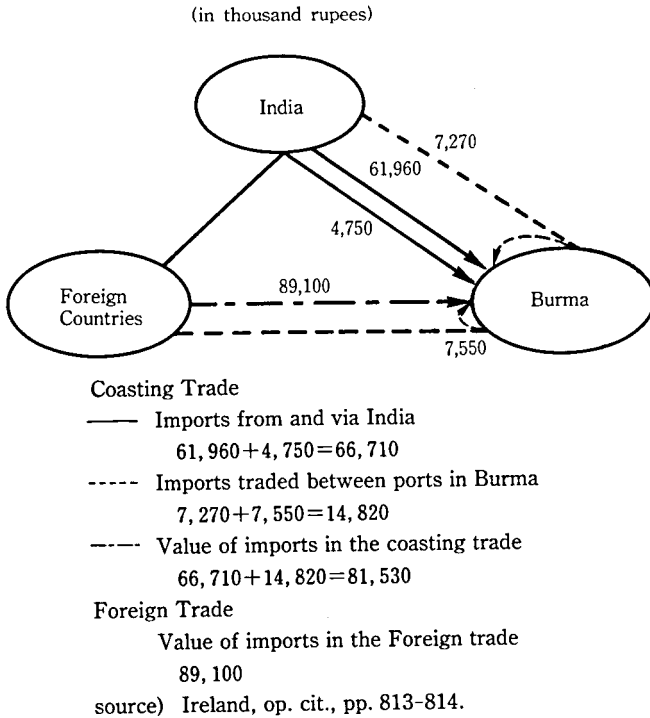 (in thousand rupees)
India
7,270
61,960
4,750
Foreign
Countries
89,100
Burma
7,550
Coasting Trade
Imports from and via India
61,960+4,750=66,710
Imports traded between ports in Burma
7,270+7,550=14,820
Value of imports in the coasting trade
66,710+14,820=81,530
Foreign Trade
Value of imports in the Foreign trade
89,100
source) Ireland, op. cit., pp. 813-814.